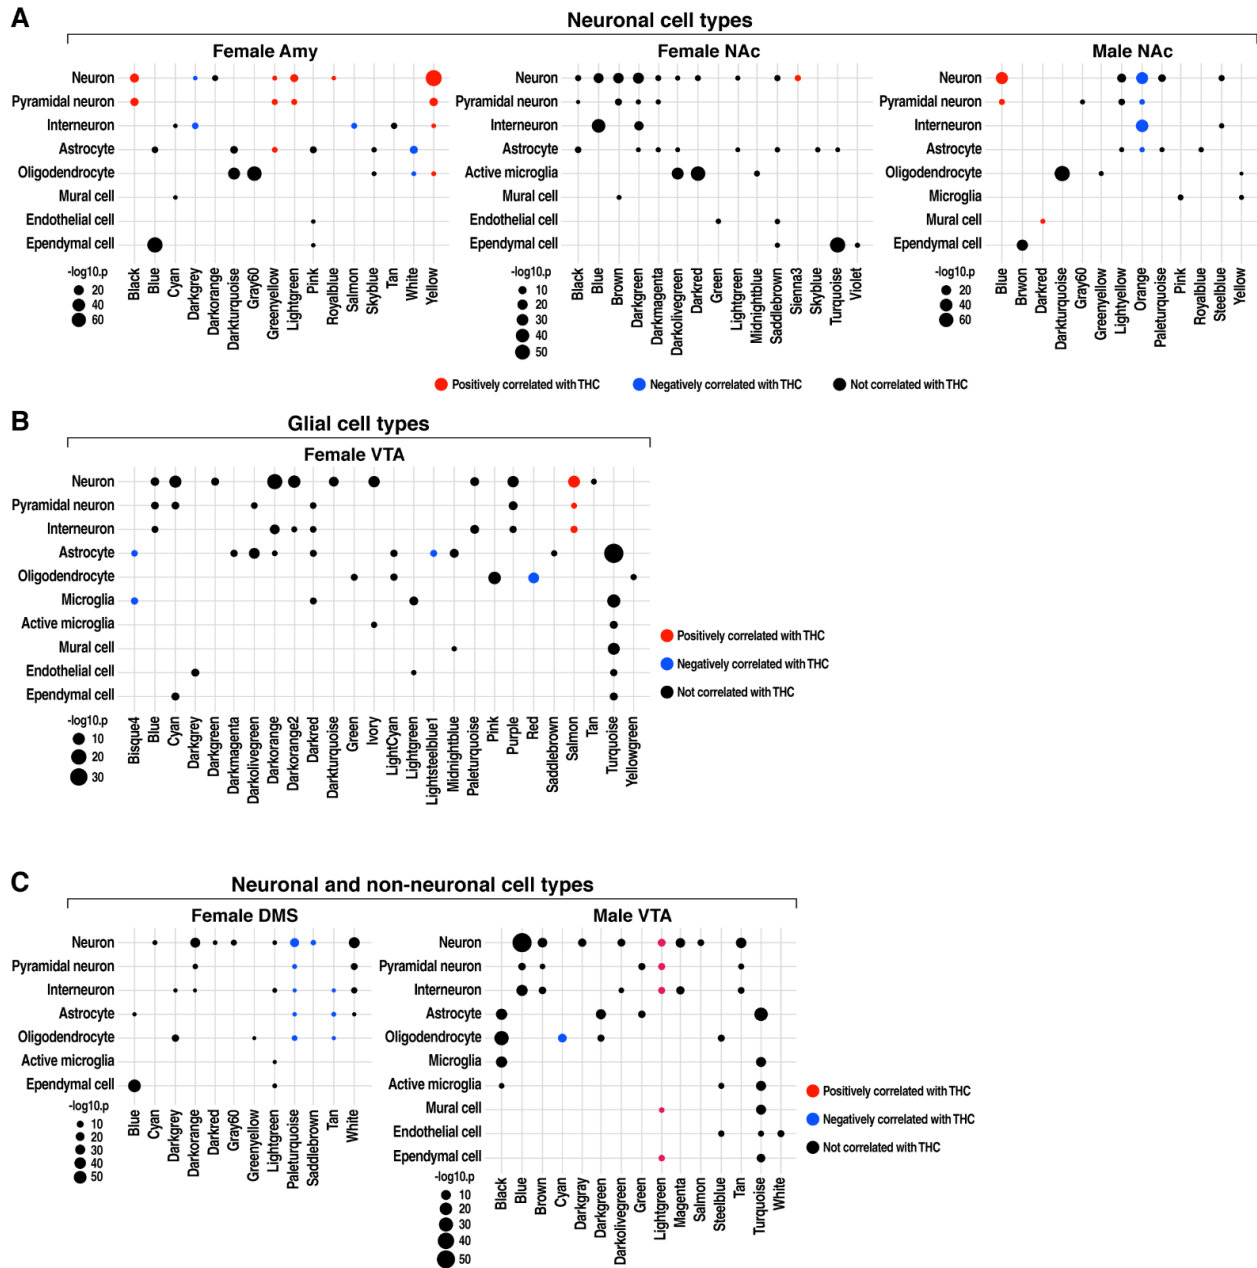 A
Neuronal cell types
Female Amy
Female NAc
Male NAc
Neuron
Pyramidal neuron
Interneuron
Astrocyte
Oligodendrocyte
Mural cell
Endothelial cell
Ependymal cell
-log10.p
20
40
60
Black
Blue
Cyan
Darkgrey
Darkorange
Darkturquoise
Gray60
Greenyellow
Lightgreen
Pink
Royalblue
Salmon
Skyblue
Tan
White
Yellow
Neuron
Pyramidal neuron
Interneuron
Astrocyte
Active microglia
Mural cell
Endothelial cell
Ependymal cell
-log10.p
10
20
30
40
50
Black
Blue
Brown
Darkgreen
Darkmagenta
Darkolivegreen
Darkred
Green
Lightgreen
Midnightblue
Saddlebrown
Sienna3
Skyblue
Turquoise
Violet
Neuron
Pyramidal neuron
Interneuron
Astrocyte
Oligodendrocyte
Microglia
Mural cell
Ependymal cell
-log10.p
20
40
60
Blue
Brwon
Darkred
Darkturquoise
Gray60
Greenyellow
Lightyellow
Orange
Paleturquoise
Pink
Royalblue
Steelblue
Yellow
Positively correlated with THC
Negatively correlated with THC
Not correlated with THC
B
Glial cell types
Female VTA
Neuron
Pyramidal neuron
Interneuron
Astrocyte
Oligodendrocyte
Microglia
Active microglia
Mural cell
Endothelial cell
Ependymal cell
-log10.p
10
20
30
Bisque4
Blue
Cyan
Darkgrey
Darkgreen
Darkmagenta
Darkolivegreen
Darkorange
Darkorange2
Darkred
Darkturquoise
Green
Ivory
LightCyan
Lightgreen
Lightsteelblue1
Midnightblue
Paleturquoise
Pink
Purple
Red
Saddlebrown
Salmon
Tan
Turquoise
Yellowgreen
Positively correlated with THC
Negatively correlated with THC
Not correlated with THC
C
Neuronal and non-neuronal cell types
Female DMS
Male VTA
Neuron
Pyramidal neuron
Interneuron
Astrocyte
Oligodendrocyte
Active microglia
Ependymal cell
-log10.p
10
20
30
40
50
Blue
Cyan
Darkgrey
Darkorange
Darkred
Gray60
Greenyellow
Lightgreen
Paleturquoise
Saddlebrown
Tan
White
Neuron
Pyramidal neuron
Interneuron
Astrocyte
Oligodendrocyte
Microglia
Active microglia
Mural cell
Endothelial cell
Ependymal cell
-log10.p
10
20
30
40
50
Black
Blue
Brown
Cyan
Darkgray
Darkgreen
Darkolivegreen
Green
Lightgreen
Magenta
Salmon
Steelblue
Tan
Turquoise
White
Positively correlated with THC
Negatively correlated with THC
Not correlated with THC